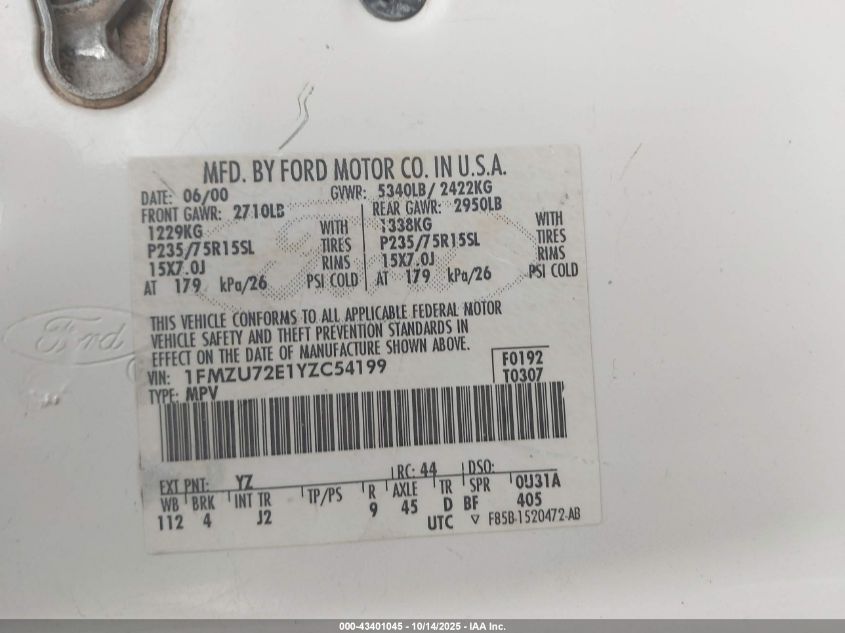 MFD. BY FORD MOTOR CO. IN U.S.A.
DATE: 06/00 GVWR: 5340LB/ 2422KG
FRONT GAWR: 2710LB REAR GAWR: 2950LB
1229KG WITH 1338KG WITH
P235/75R15SL TIRES P235/75R15SL TIRES
15X7.0J RIMS 15X7.0J RIMS
AT 179 kPa/26 PSI COLD AT 179 kPa/26 PSI COLD
Ford
THIS VEHICLE CONFORMS TO ALL APPLICABLE FEDERAL MOTOR
VEHICLE SAFETY AND THEFT PREVENTION STANDARDS IN
EFFECT ON THE DATE OF MANUFACTURE SHOWN ABOVE.
VIN: 1FMZU72E1YZC54199 F0192
TYPE: MPV T0307
EXT PNT: YZ RC: 44 DSO:
WB BRK INT TR TP/PS R AXLE TR SPR 0U31A
112 4 J2 9 45 D BF 405
UTC ▽ F85B-1520472-AB
000-43401045 - 10/14/2025 - IAA Inc.